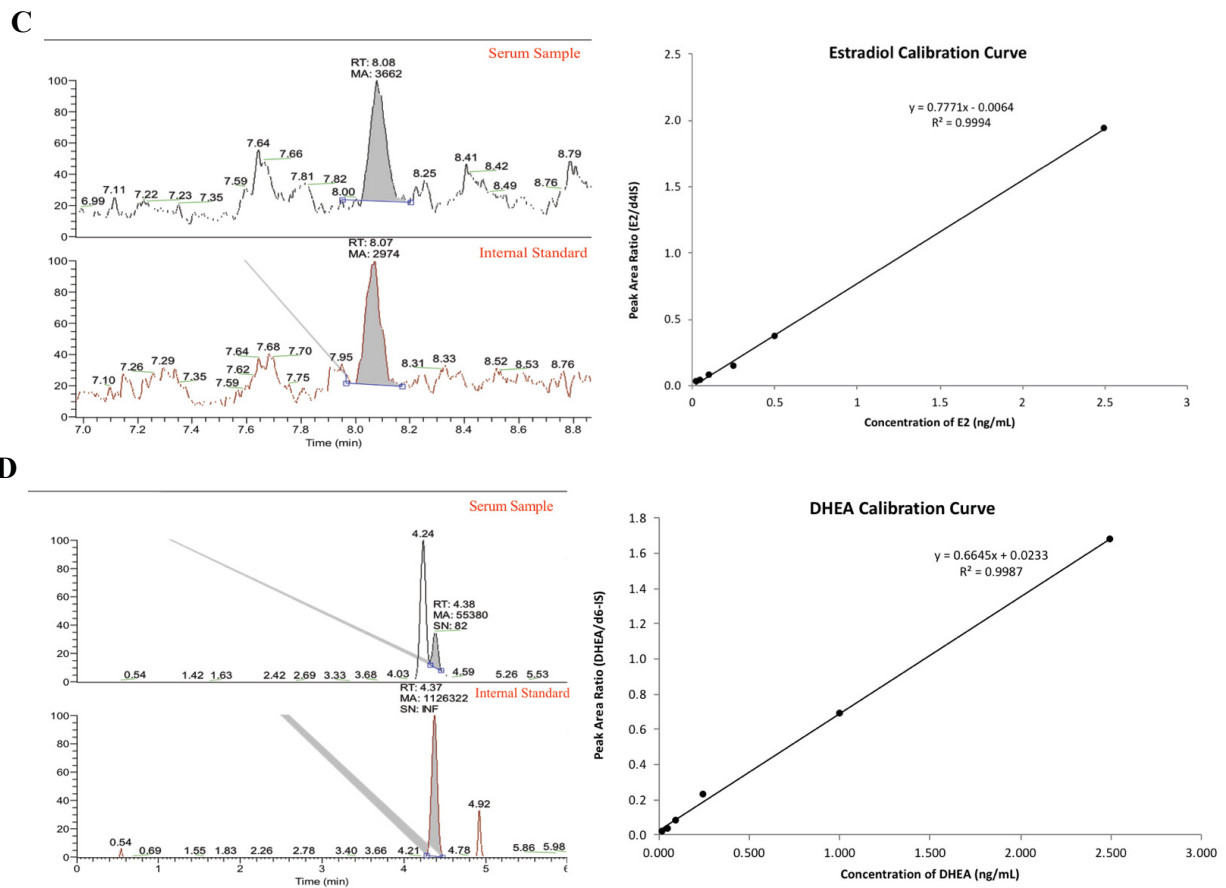 C
Serum Sample
RT: 8.08
MA: 3662
100
80
60
40
20
0
6.99
7.11
7.22
7.23
7.35
7.59
7.64
7.66
7.81
7.82
8.00
8.25
8.41
8.42
8.49
8.76
8.79
Internal Standard
RT: 8.07
MA: 2974
100
80
60
40
20
0
7.10
7.26
7.29
7.35
7.59
7.62
7.64
7.68
7.70
7.75
7.95
8.31
8.33
8.52
8.53
8.76
7.0 7.2 7.4 7.6 7.8 8.0 8.2 8.4 8.6 8.8
Time (min)
Estradiol Calibration Curve
y = 0.7771x - 0.0064
R² = 0.9994
Peak Area Ratio (E2/d4IS)
2.5
2.0
1.5
1.0
0.5
0.0
0 0.5 1 1.5 2 2.5 3
Concentration of E2 (ng/mL)
D
Serum Sample
4.24
RT: 4.38
MA: 55380
SN: 82
100
80
60
40
20
0
0.54 1.42 1.63 2.42 2.69 3.33 3.68 4.03 4.59 5.26 5.53
Internal Standard
RT: 4.37
MA: 1126322
SN: INF
100
80
60
40
20
0
4.92
0.54
0.69 1.55 1.83 2.26 2.78 3.40 3.66 4.21 4.78 5.86 5.98
0 1 2 3 4 5 6
Time (min)
DHEA Calibration Curve
y = 0.6645x + 0.0233
R² = 0.9987
Peak Area Ratio (DHEA/d6-IS)
1.8
1.6
1.4
1.2
1.0
0.8
0.6
0.4
0.2
0.0
0.000 0.500 1.000 1.500 2.000 2.500 3.000
Concentration of DHEA (ng/mL)